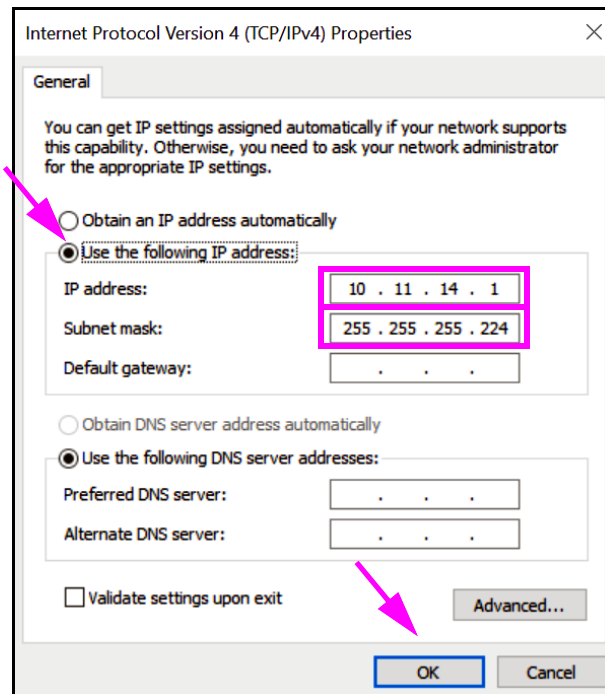 Internet Protocol Version 4 (TCP/IPv4) Properties
General
You can get IP settings assigned automatically if your network supports
this capability. Otherwise, you need to ask your network administrator
for the appropriate IP settings.
Obtain an IP address automatically
Use the following IP address:
IP address: 10 . 11 . 14 . 1
Subnet mask: 255 . 255 . 255 . 224
Default gateway: . . .
Obtain DNS server address automatically
Use the following DNS server addresses:
Preferred DNS server: . . .
Alternate DNS server: . . .
Validate settings upon exit
Advanced...
OK Cancel